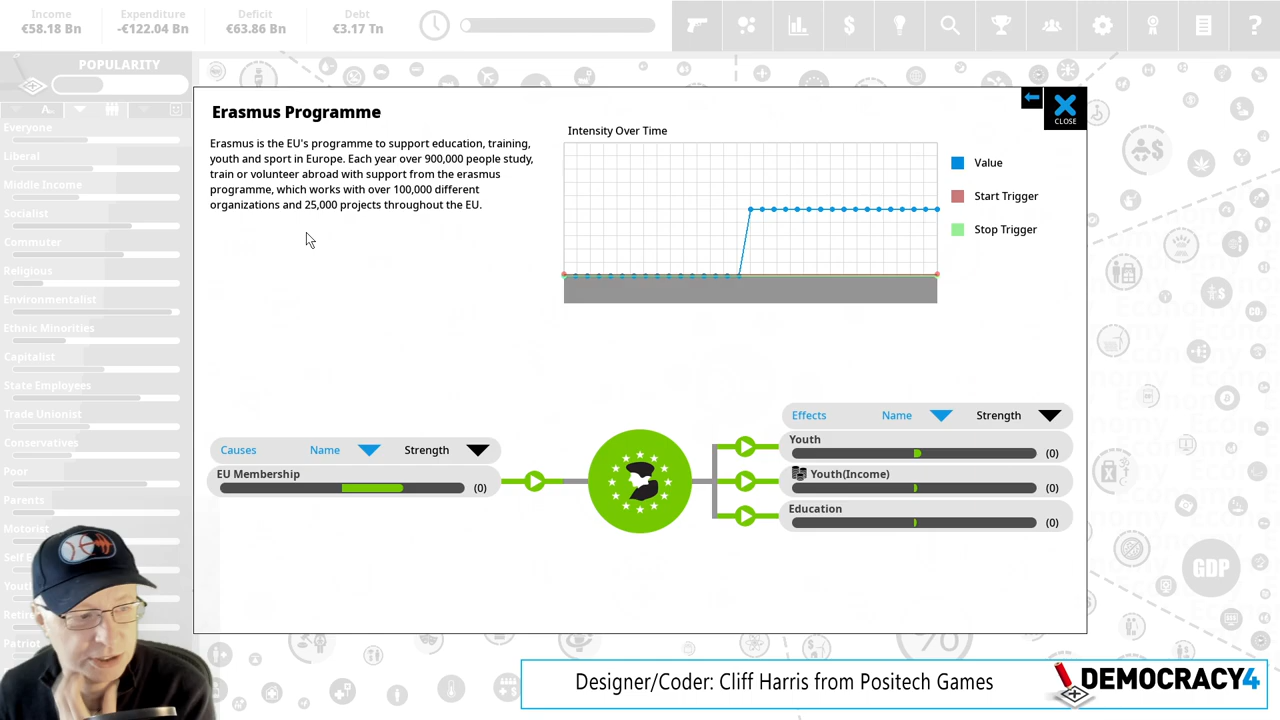 Income Expenditure Deficit Debt
€58.18 Bn -€122.04 Bn €63.86 Bn €3.17 Tn
POPULARITY
Everyone
Liberal
Middle Income
Socialist
Commuter
Religious
Environmentalist
Ethnic Minorities
Capitalist
State Employees
Trade Unionist
Conservatives
Poor
Parents
Motorist
Self E
Youth
Retire
Patriot
Erasmus Programme
CLOSE
Erasmus is the EU's programme to support education, training,
youth and sport in Europe. Each year over 900,000 people study,
train or volunteer abroad with support from the erasmus
programme, which works with over 100,000 different
organizations and 25,000 projects throughout the EU.
Intensity Over Time
Value
Start Trigger
Stop Trigger
Causes Name Strength
EU Membership (0)
Effects Name Strength
Youth (0)
Youth(Income) (0)
Education (0)
GDP
Designer/Coder: Cliff Harris from Positech Games
DEMOCRACY4